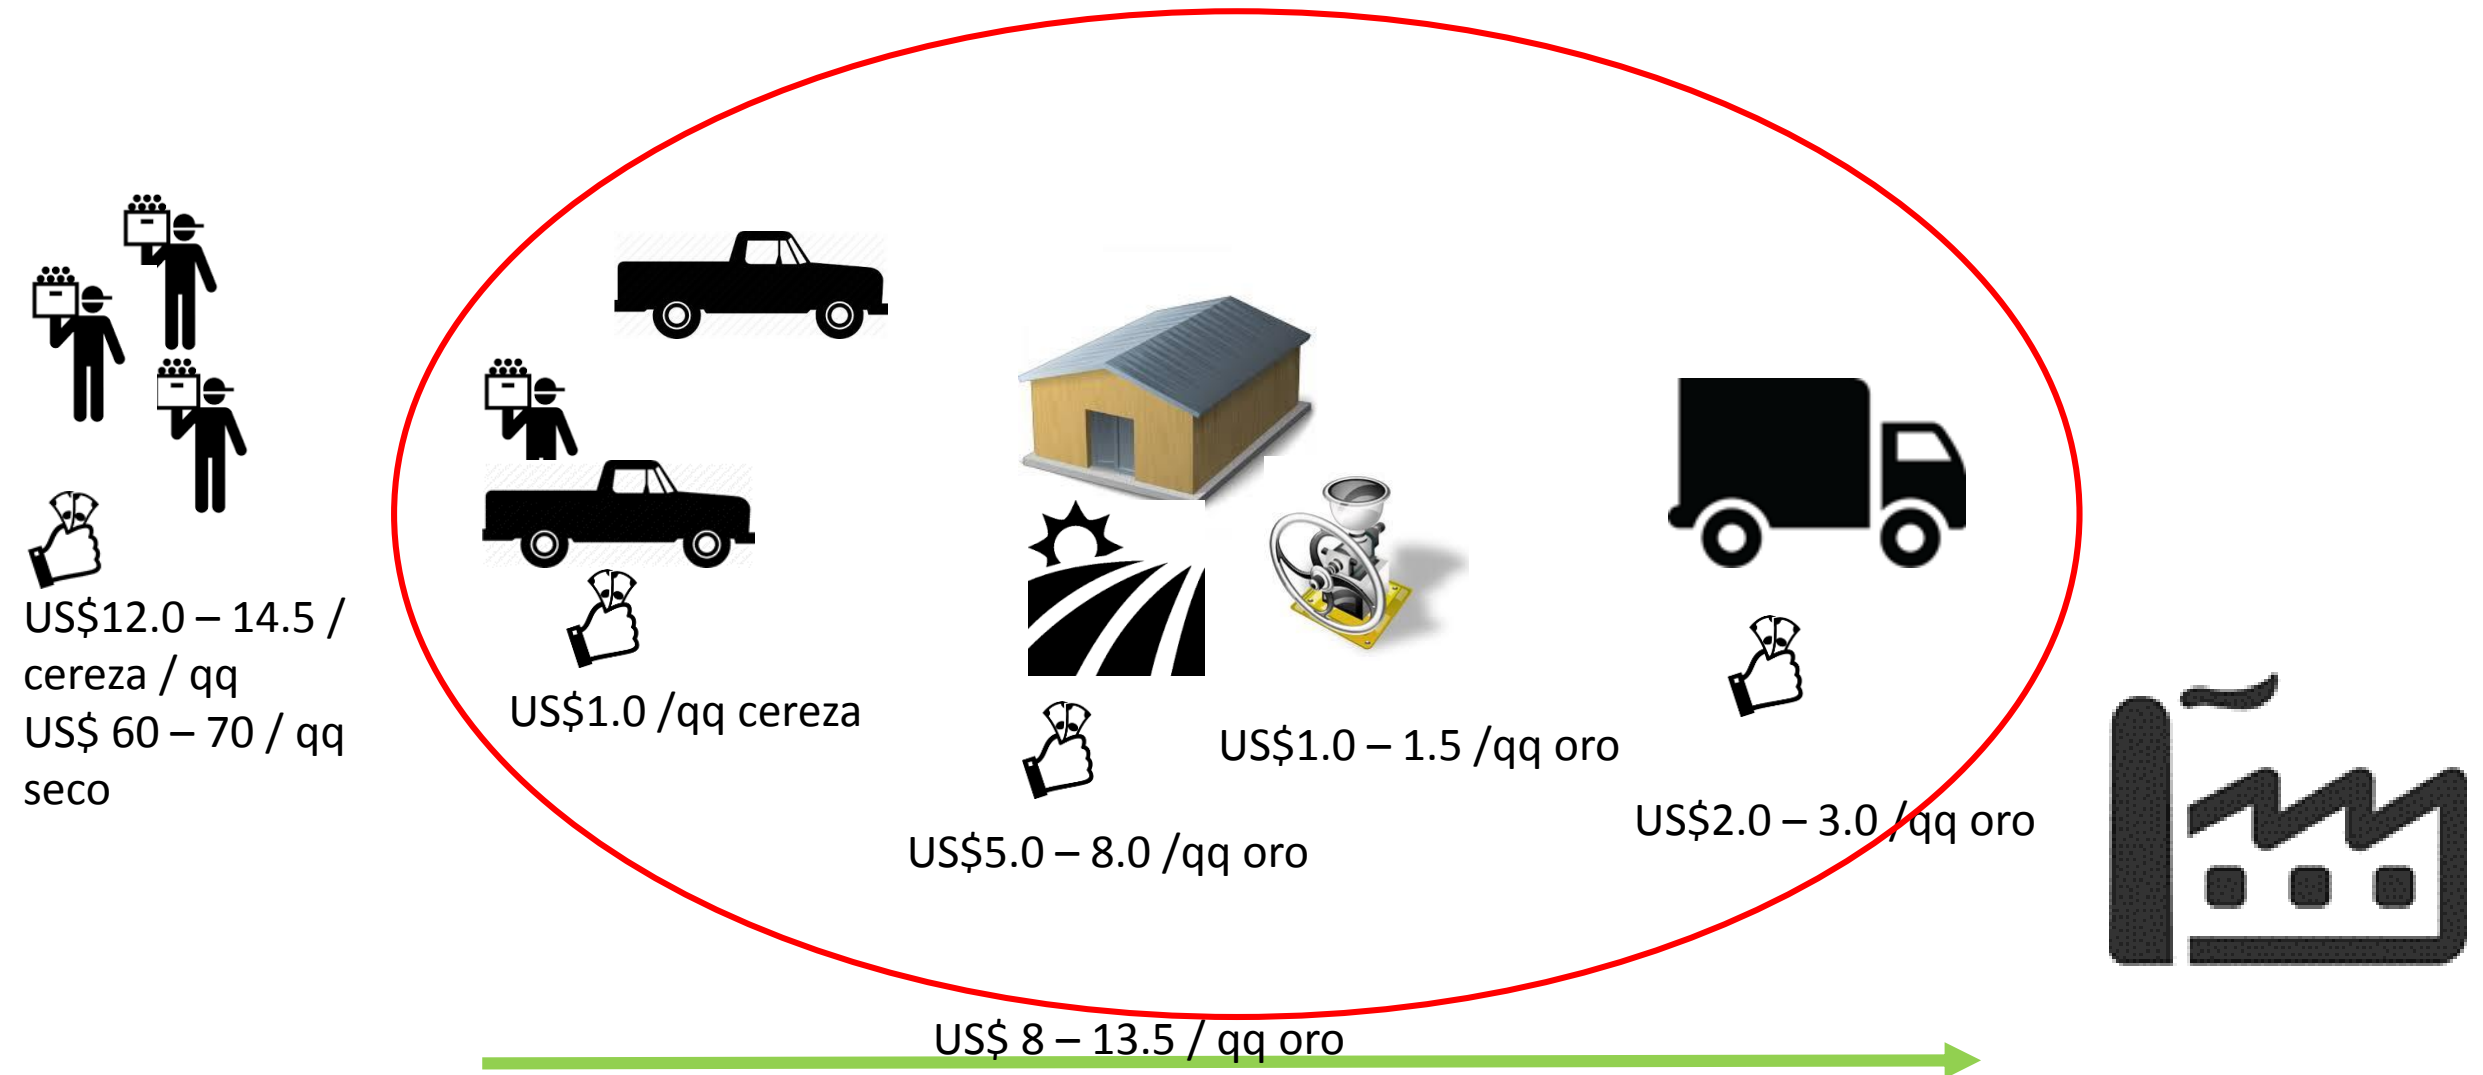 US$12.0 – 14.5 /
cereza / qq
US$ 60 – 70 / qq
seco
US$1.0 /qq cereza
US$5.0 – 8.0 /qq oro
US$1.0 – 1.5 /qq oro
US$2.0 – 3.0 /qq oro
US$ 8 – 13.5 / qq oro